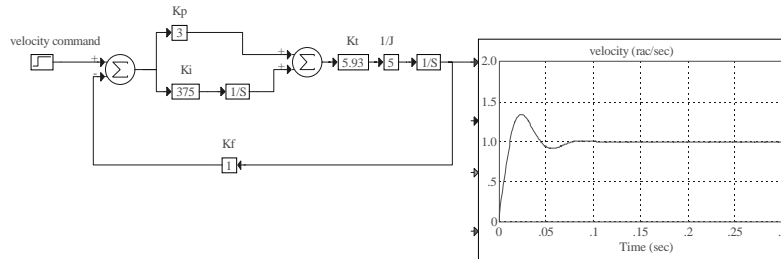 velocity command
+
-
Σ
Kp
3
Ki
375
1/S
+
+
Σ
Kt
5.93
1/J
5
1/S
Kf
1
velocity (rac/sec)
2.0
1.5
1.0
.5
0
0 .05 .1 .15 .2 .25 .
Time (sec)